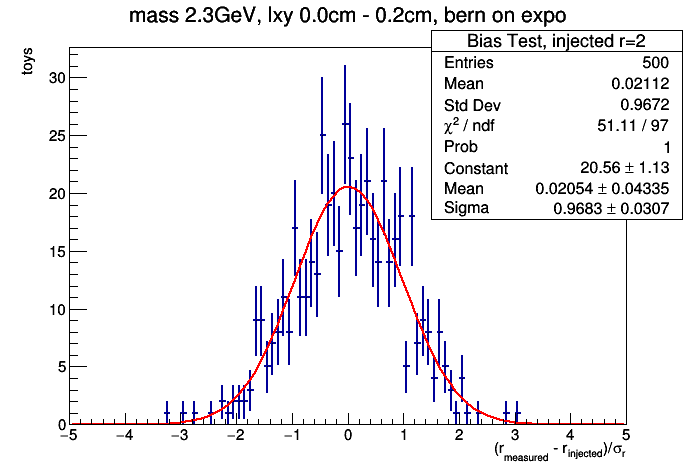 mass 2.3GeV, lxy 0.0cm - 0.2cm, bern on expo
toys
Bias Test, injected r=2
Entries 500
Mean 0.02112
Std Dev 0.9672
χ² / ndf 51.11 / 97
Prob 1
Constant 20.56 ± 1.13
Mean 0.02054 ± 0.04335
Sigma 0.9683 ± 0.0307
30
25
20
15
10
5
0
−5 −4 −3 −2 −1 0 1 2 3 4 5
(r_measured - r_injected)/σ_r